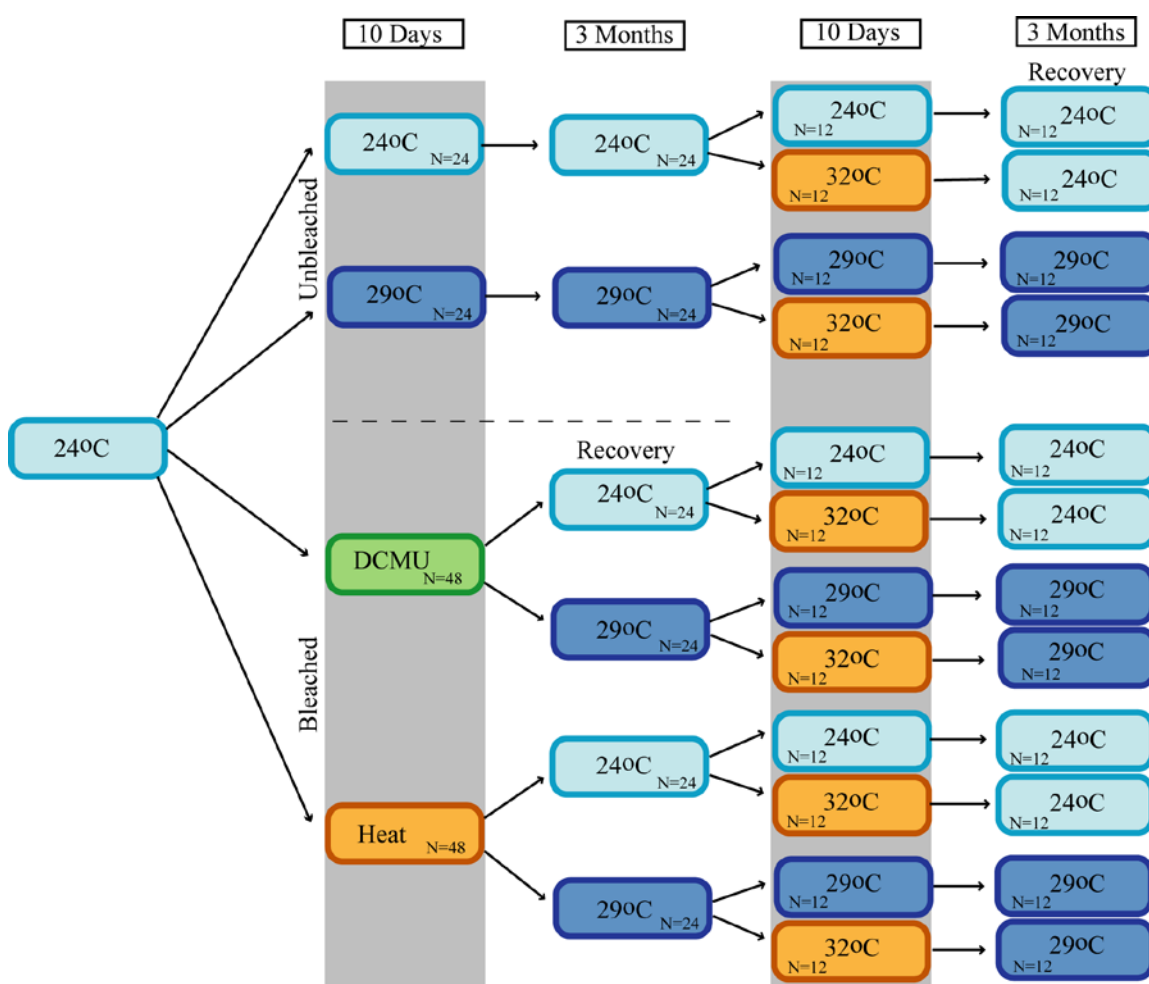 10 Days
3 Months
10 Days
3 Months
Recovery
24oC
N=24
24oC
N=24
24oC
N=12
N=12 24oC
32oC
N=12
24oC
N=12
Unbleached
29oC
N=24
29oC
N=24
29oC
N=12
29oC
N=12
32oC
N=12
29oC
N=12
24oC
Recovery
24oC
N=24
24oC
N=12
24oC
N=12
32oC
N=12
24oC
N=12
DCMU
N=48
29oC
N=24
29oC
N=12
29oC
N=12
32oC
N=12
29oC
N=12
Bleached
24oC
N=24
24oC
N=12
24oC
N=12
32oC
N=12
24oC
N=12
Heat
N=48
29oC
N=24
29oC
N=12
29oC
N=12
32oC
N=12
29oC
N=12